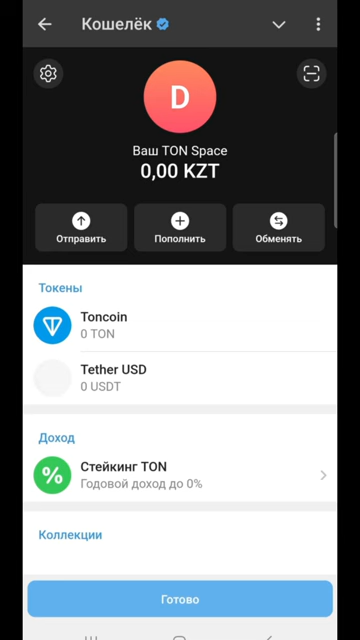 Кошелёк
D
Ваш TON Space
0,00 KZT
Отправить
Пополнить
Обменять
Токены
Toncoin
0 TON
Tether USD
0 USDT
Доход
%
Стейкинг TON
Годовой доход до 0%
Коллекции
Готово